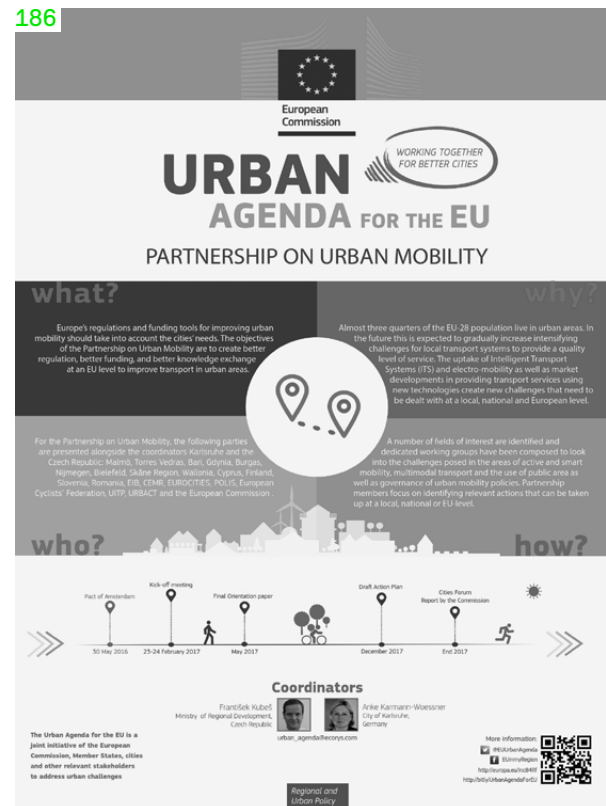 186
European
Commission
WORKING TOGETHER
FOR BETTER CITIES
URBAN
AGENDA FOR THE EU
PARTNERSHIP ON URBAN MOBILITY
what?
Europe's regulations and funding tools for improving urban
mobility should take into account the cities' needs. The objectives
of the Partnership on Urban Mobility are to create better
regulation, better funding, and better knowledge exchange
at an EU level to improve transport in urban areas.
why?
Almost three quarters of the EU-28 population live in urban areas. In
the future this is expected to gradually increase intensifying
challenges for local transport systems to provide a quality
level of service. The uptake of Intelligent Transport
Systems (ITS) and electro-mobility as well as market
developments in providing transport services using
new technologies create new challenges that need to
be dealt with at a local, national and European level.
For the Partnership on Urban Mobility, the following parties
are presented alongside the coordinators Karlsruhe and the
Czech Republic: Malmö, Torres Vedras, Bari, Gdynia, Burgas,
Nijmegen, Bielefeld, Skåne Region, Wallonia, Cyprus, Finland,
Slovenia, Romania, EIB, CEMR, EUROCITIES, POLIS, European
Cyclists' Federation, UITP, URBACT and the European Commission .
who?
A number of fields of interest are identified and
dedicated working groups have been composed to look
into the challenges posed in the areas of active and smart
mobility, multimodal transport and the use of public area as
well as governance of urban mobility policies. Partnership
members focus on identifying relevant actions that can be taken
up at a local, national or EU-level.
how?
Pact of Amsterdam
Kick-off meeting
Final Orientation paper
Draft Action Plan
Cities Forum
Report by the Commission
30 May 2016
23-24 February 2017
May 2017
December 2017
End 2017
Coordinators
František Kubeš
Ministry of Regional Development,
Czech Republic
Anke Karmann-Woessner
City of Karlsruhe,
Germany
urban_agenda@ecorys.com
The Urban Agenda for the EU is a
joint initiative of the European
Commission, Member States, cities
and other relevant stakeholders
to address urban challenges
More information:
@EUUrbanAgenda
EUinmyRegion
http://bit.ly/UrbanAgendaForEU
Regional and
Urban Policy